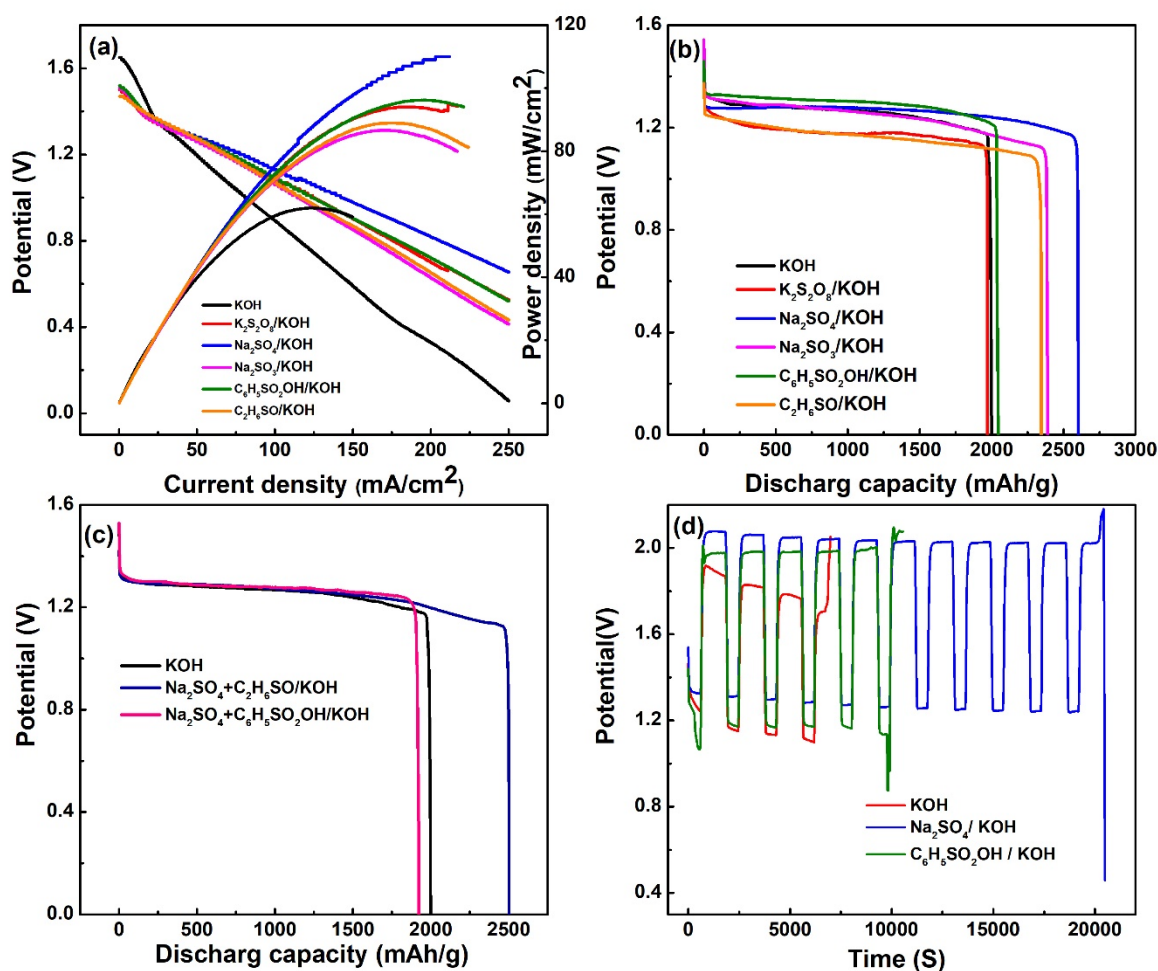 (a)
Potential (V)
1.6
1.2
0.8
0.4
0.0
120
80
40
0
Power density (mW/cm²)
KOH
K₂S₂O₈/KOH
Na₂SO₄/KOH
Na₂SO₃/KOH
C₆H₅SO₂OH/KOH
C₂H₆SO/KOH
0 50 100 150 200 250
Current density (mA/cm²)
(b)
Potential (V)
1.6
1.2
0.8
0.4
0.0
KOH
K₂S₂O₈/KOH
Na₂SO₄/KOH
Na₂SO₃/KOH
C₆H₅SO₂OH/KOH
C₂H₆SO/KOH
0 500 1000 1500 2000 2500 3000
Discharg capacity (mAh/g)
(c)
Potential (V)
1.6
1.2
0.8
0.4
0.0
KOH
Na₂SO₄+C₂H₆SO/KOH
Na₂SO₄+C₆H₅SO₂OH/KOH
0 500 1000 1500 2000 2500
Discharg capacity (mAh/g)
(d)
Potential(V)
2.0
1.6
1.2
0.8
0.4
KOH
Na₂SO₄/ KOH
C₆H₅SO₂OH / KOH
0 5000 10000 15000 20000
Time (S)